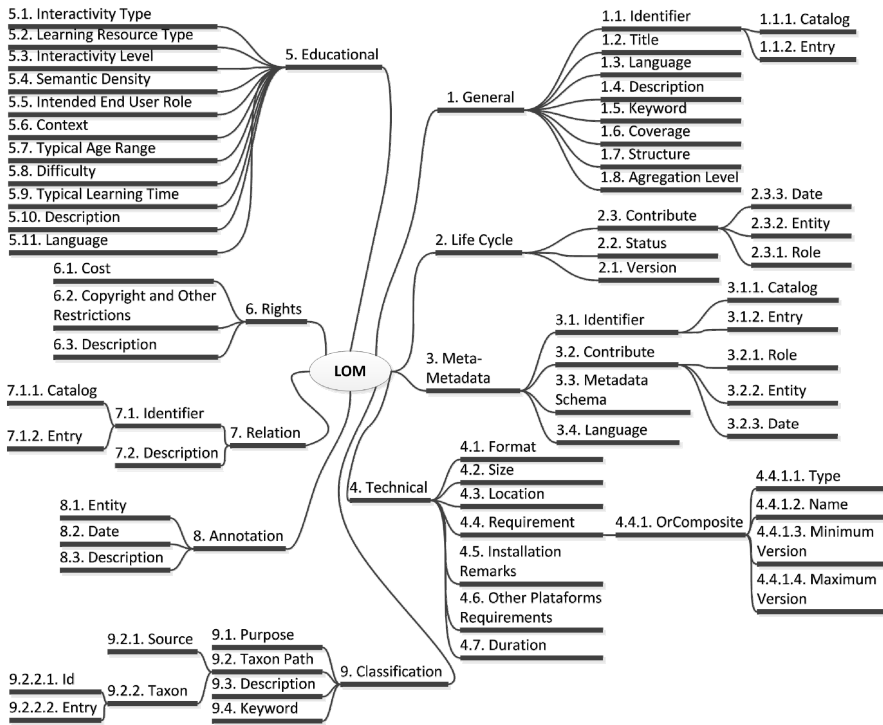 LOM
1. General
1.1. Identifier
1.1.1. Catalog
1.1.2. Entry
1.2. Title
1.3. Language
1.4. Description
1.5. Keyword
1.6. Coverage
1.7. Structure
1.8. Agregation Level
2. Life Cycle
2.3. Contribute
2.3.3. Date
2.3.2. Entity
2.3.1. Role
2.2. Status
2.1. Version
3. Meta-
Metadata
3.1. Identifier
3.1.1. Catalog
3.1.2. Entry
3.2. Contribute
3.2.1. Role
3.2.2. Entity
3.2.3. Date
3.3. Metadata
Schema
3.4. Language
4. Technical
4.1. Format
4.2. Size
4.3. Location
4.4. Requirement
4.4.1. OrComposite
4.4.1.1. Type
4.4.1.2. Name
4.4.1.3. Minimum
Version
4.4.1.4. Maximum
Version
4.5. Installation
Remarks
4.6. Other Plataforms
Requirements
4.7. Duration
5. Educational
5.1. Interactivity Type
5.2. Learning Resource Type
5.3. Interactivity Level
5.4. Semantic Density
5.5. Intended End User Role
5.6. Context
5.7. Typical Age Range
5.8. Difficulty
5.9. Typical Learning Time
5.10. Description
5.11. Language
6. Rights
6.1. Cost
6.2. Copyright and Other
Restrictions
6.3. Description
7. Relation
7.1. Identifier
7.1.1. Catalog
7.1.2. Entry
7.2. Description
8. Annotation
8.1. Entity
8.2. Date
8.3. Description
9. Classification
9.1. Purpose
9.2. Taxon Path
9.2.1. Source
9.2.2. Taxon
9.2.2.1. Id
9.2.2.2. Entry
9.3. Description
9.4. Keyword